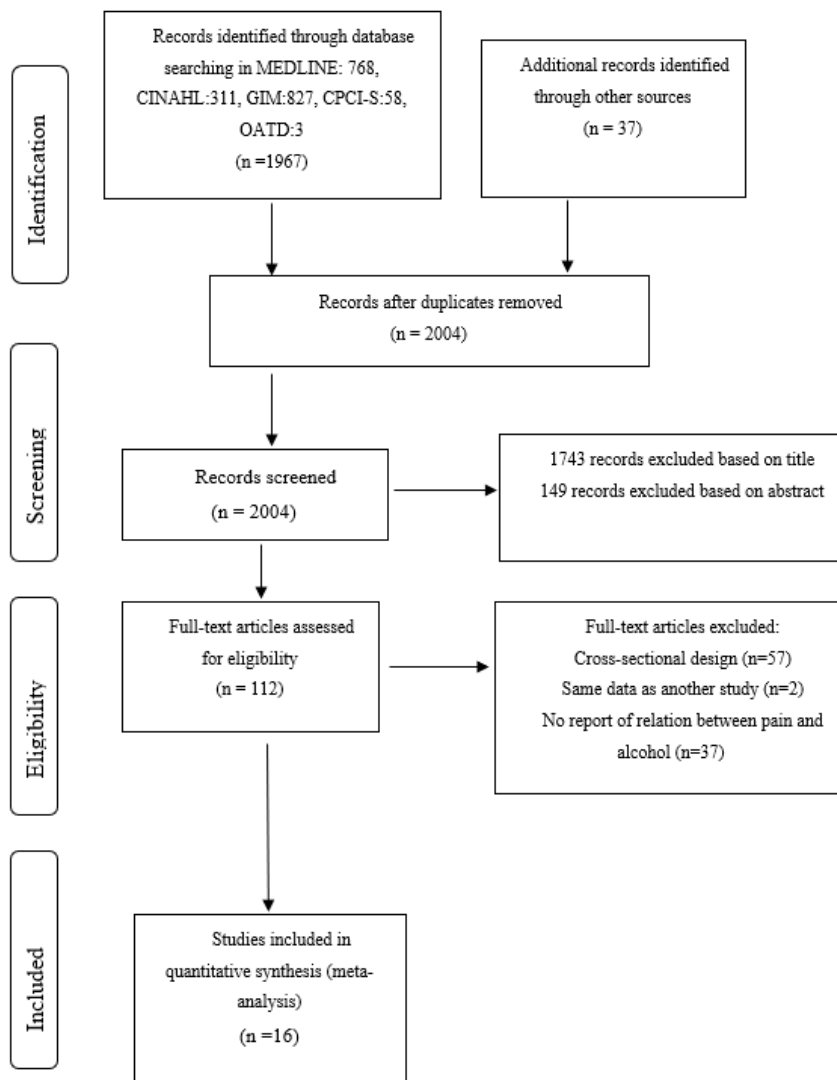 Identification
Records identified through database
searching in MEDLINE: 768,
CINAHL:311, GIM:827, CPCI-S:58,
OATD:3
(n =1967)
Additional records identified
through other sources
(n = 37)
Records after duplicates removed
(n = 2004)
Screening
Records screened
(n = 2004)
1743 records excluded based on title
149 records excluded based on abstract
Eligibility
Full-text articles assessed
for eligibility
(n = 112)
Full-text articles excluded:
Cross-sectional design (n=57)
Same data as another study (n=2)
No report of relation between pain and
alcohol (n=37)
Included
Studies included in
quantitative synthesis (meta-
analysis)
(n =16)